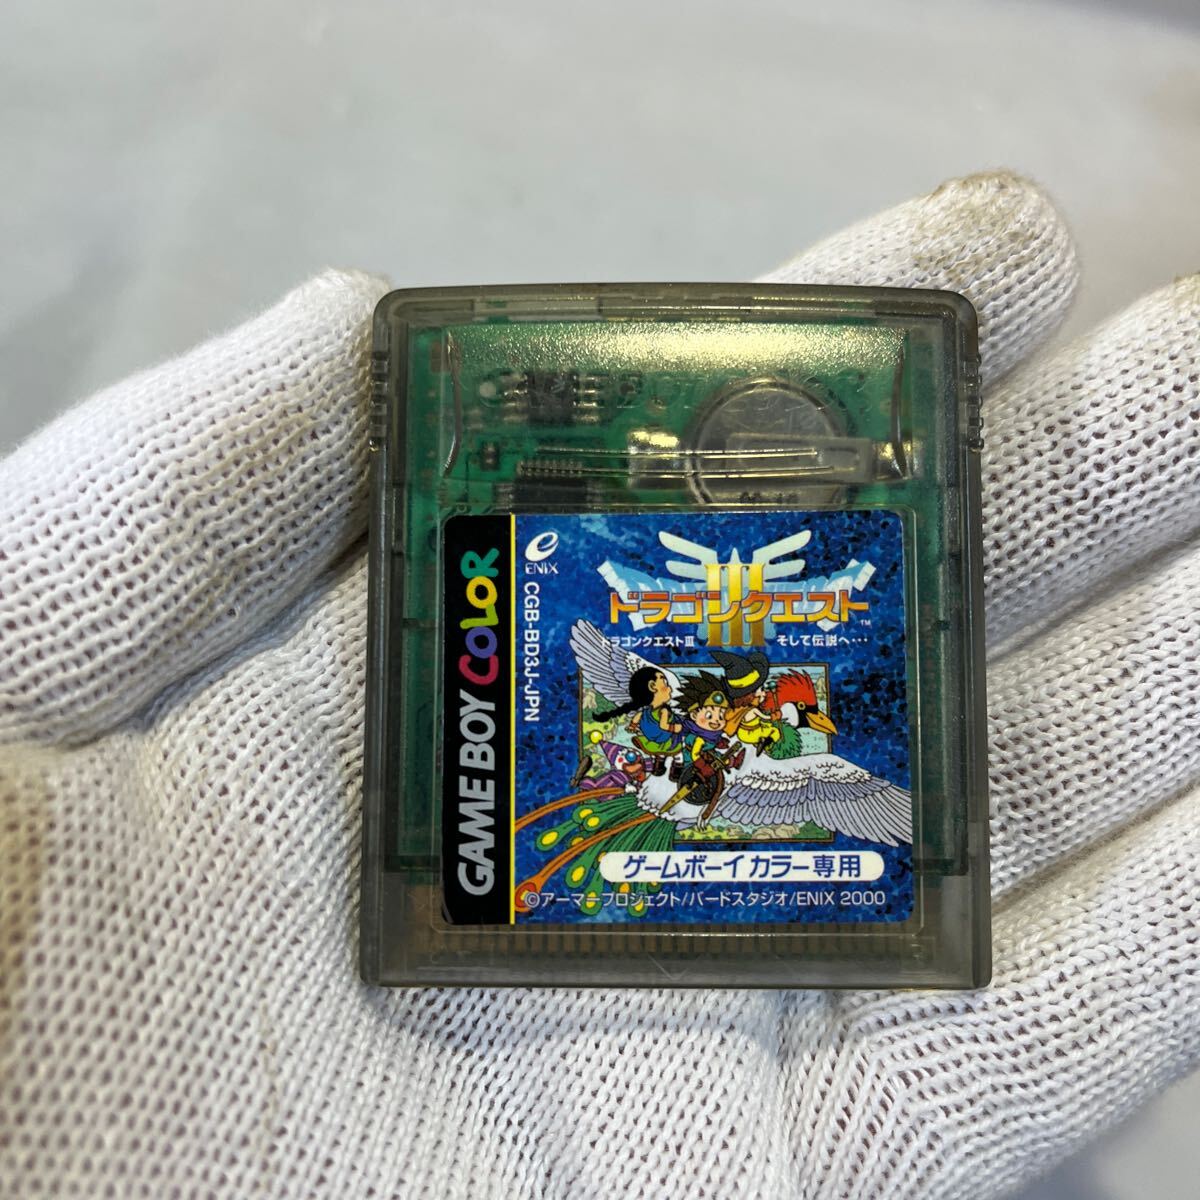 GAME BOY COLOR
ENIX
CGB-BD3J-JPN
III
ドラゴンクエスト
TM
ドラゴンクエストIII そして伝説へ…
ゲームボーイカラー専用
©アーマープロジェクト/バードスタジオ/ENIX 2000